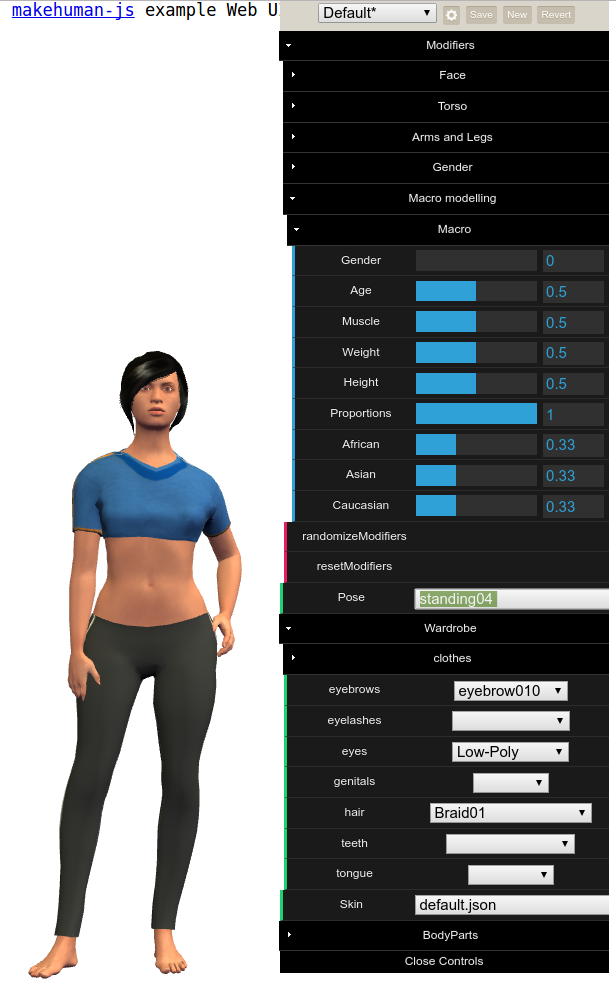 makehuman-js example Web U
Default*
Save
New
Revert
Modifiers
Face
Torso
Arms and Legs
Gender
Macro modelling
Macro
Gender 0
Age 0.5
Muscle 0.5
Weight 0.5
Height 0.5
Proportions 1
African 0.33
Asian 0.33
Caucasian 0.33
randomizeModifiers
resetModifiers
Pose standing04
Wardrobe
clothes
eyebrows eyebrow010
eyelashes
eyes Low-Poly
genitals
hair Braid01
teeth
tongue
Skin default.json
BodyParts
Close Controls